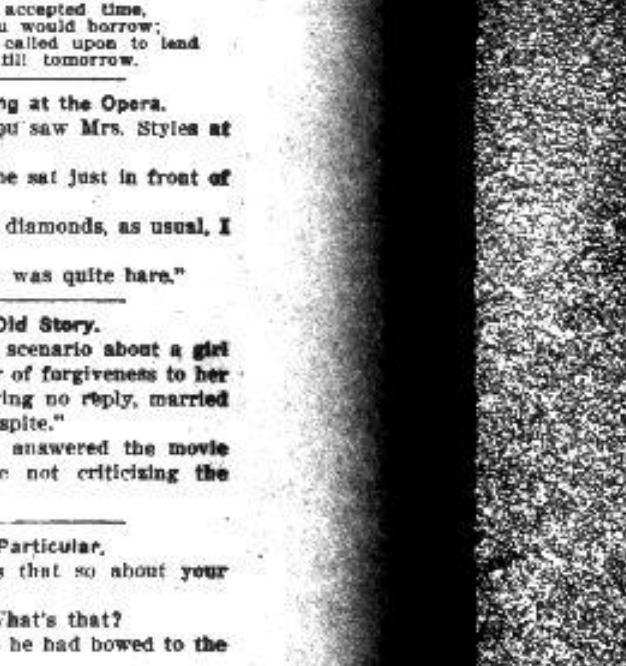 accepted time,
u would borrow;
called upon to lend
till tomorrow.
ng at the Opera.
ou saw Mrs. Styles at
he sat just in front of
diamonds, as usual, I
was quite bare."
Old Story.
scenario about a girl
r of forgiveness to her
ring no reply, married
spite."
answered the movie
e not criticizing the
Particular.
s that so about your
What's that?
he had bowed to the